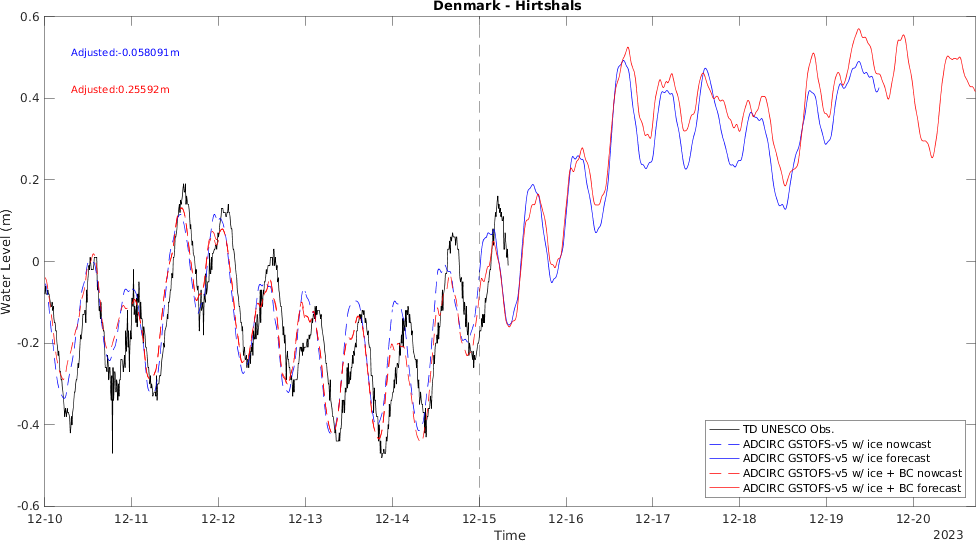 Denmark - Hirtshals
0.6
Adjusted:-0.058091m
Adjusted:0.25592m
0.4
0.2
0
-0.2
-0.4
-0.6
Water Level (m)
TD UNESCO Obs.
ADCIRC GSTOFS-v5 w/ ice nowcast
ADCIRC GSTOFS-v5 w/ ice forecast
ADCIRC GSTOFS-v5 w/ ice + BC nowcast
ADCIRC GSTOFS-v5 w/ ice + BC forecast
12-10 12-11 12-12 12-13 12-14 12-15 12-16 12-17 12-18 12-19 12-20
Time
2023